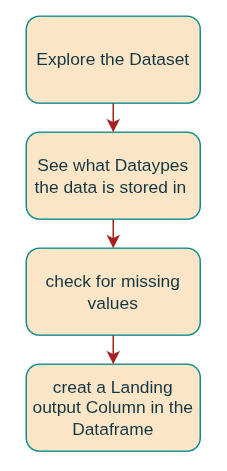 Explore the Dataset
See what Dataypes
the data is stored in
check for missing
values
creat a Landing
output Column in the
Dataframe